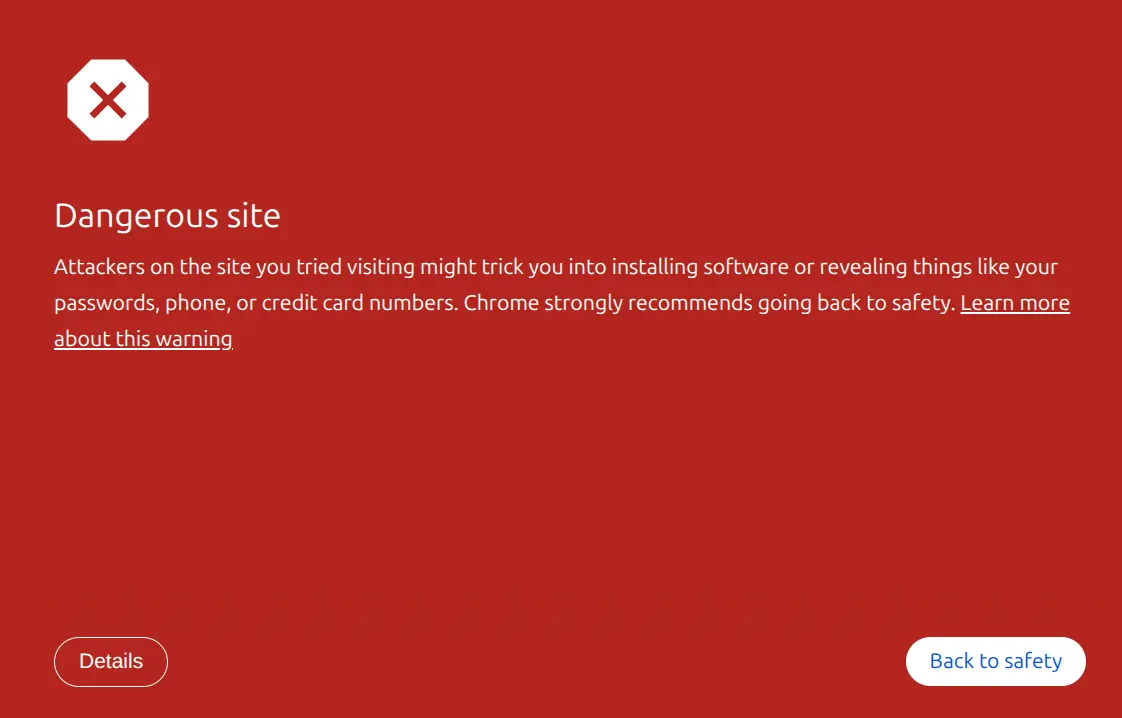 Dangerous site
Attackers on the site you tried visiting might trick you into installing software or revealing things like your
passwords, phone, or credit card numbers. Chrome strongly recommends going back to safety. Learn more
about this warning
Details
Back to safety